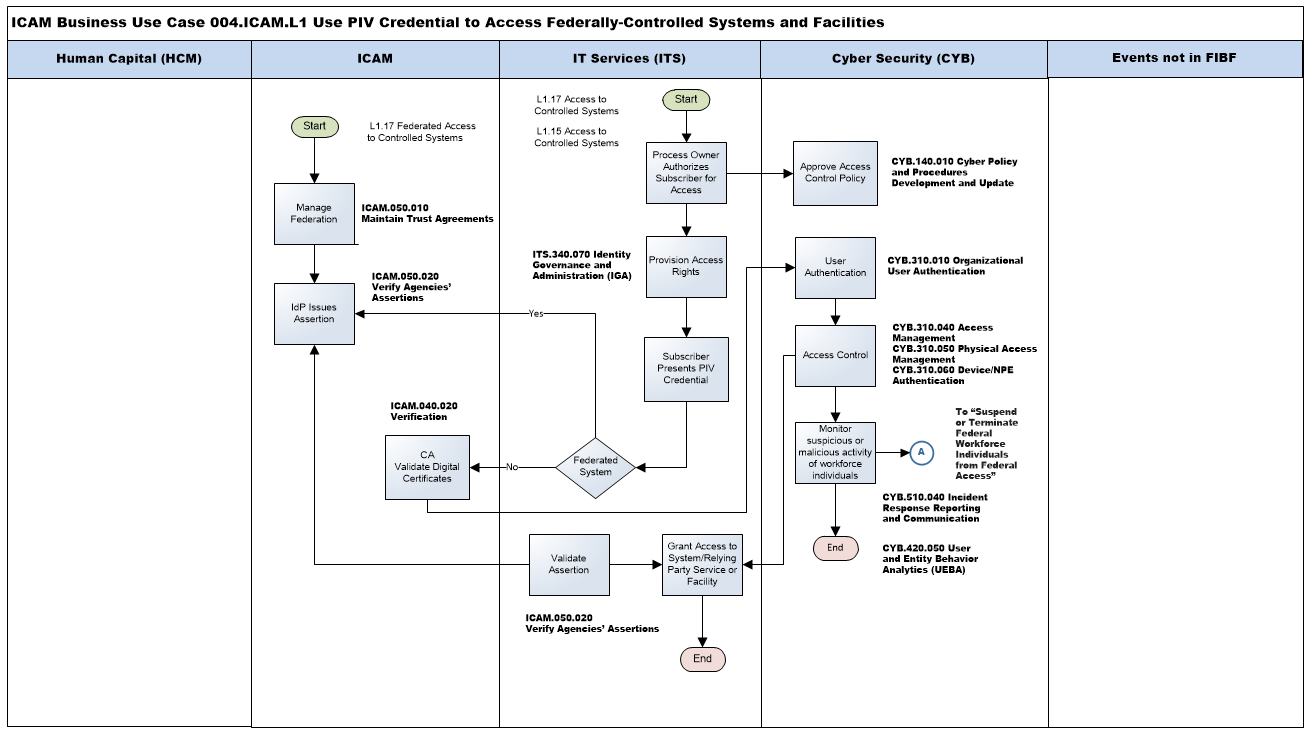 ICAM Business Use Case 004.ICAM.L1 Use PIV Credential to Access Federally-Controlled Systems and Facilities
Human Capital (HCM)
ICAM
IT Services (ITS)
Cyber Security (CYB)
Events not in FIBF
Start
L1.17 Federated Access
to Controlled Systems
Manage
Federation
ICAM.050.010
Maintain Trust Agreements
ICAM.050.020
Verify Agencies'
Assertions
IdP Issues
Assertion
Yes
ICAM.040.020
Verification
CA
Validate Digital
Certificates
No
L1.17 Access to
Controlled Systems
L1.15 Access to
Controlled Systems
Start
Process Owner
Authorizes
Subscriber for
Access
ITS.340.070 Identity
Governance and
Administration (IGA)
Provision Access
Rights
Subscriber
Presents PIV
Credential
Federated
System
Validate
Assertion
Grant Access to
System/Relying
Party Service or
Facility
ICAM.050.020
Verify Agencies' Assertions
End
Approve Access
Control Policy
CYB.140.010 Cyber Policy
and Procedures
Development and Update
User
Authentication
CYB.310.010 Organizational
User Authentication
Access Control
CYB.310.040 Access
Management
CYB.310.050 Physical Access
Management
CYB.310.060 Device/NPE
Authentication
Monitor
suspicious or
malicious activity
of workforce
individuals
A
To “Suspend
or Terminate
Federal
Workforce
Individuals
from Federal
Access”
CYB.510.040 Incident
Response Reporting
and Communication
End
CYB.420.050 User
and Entity Behavior
Analytics (UEBA)